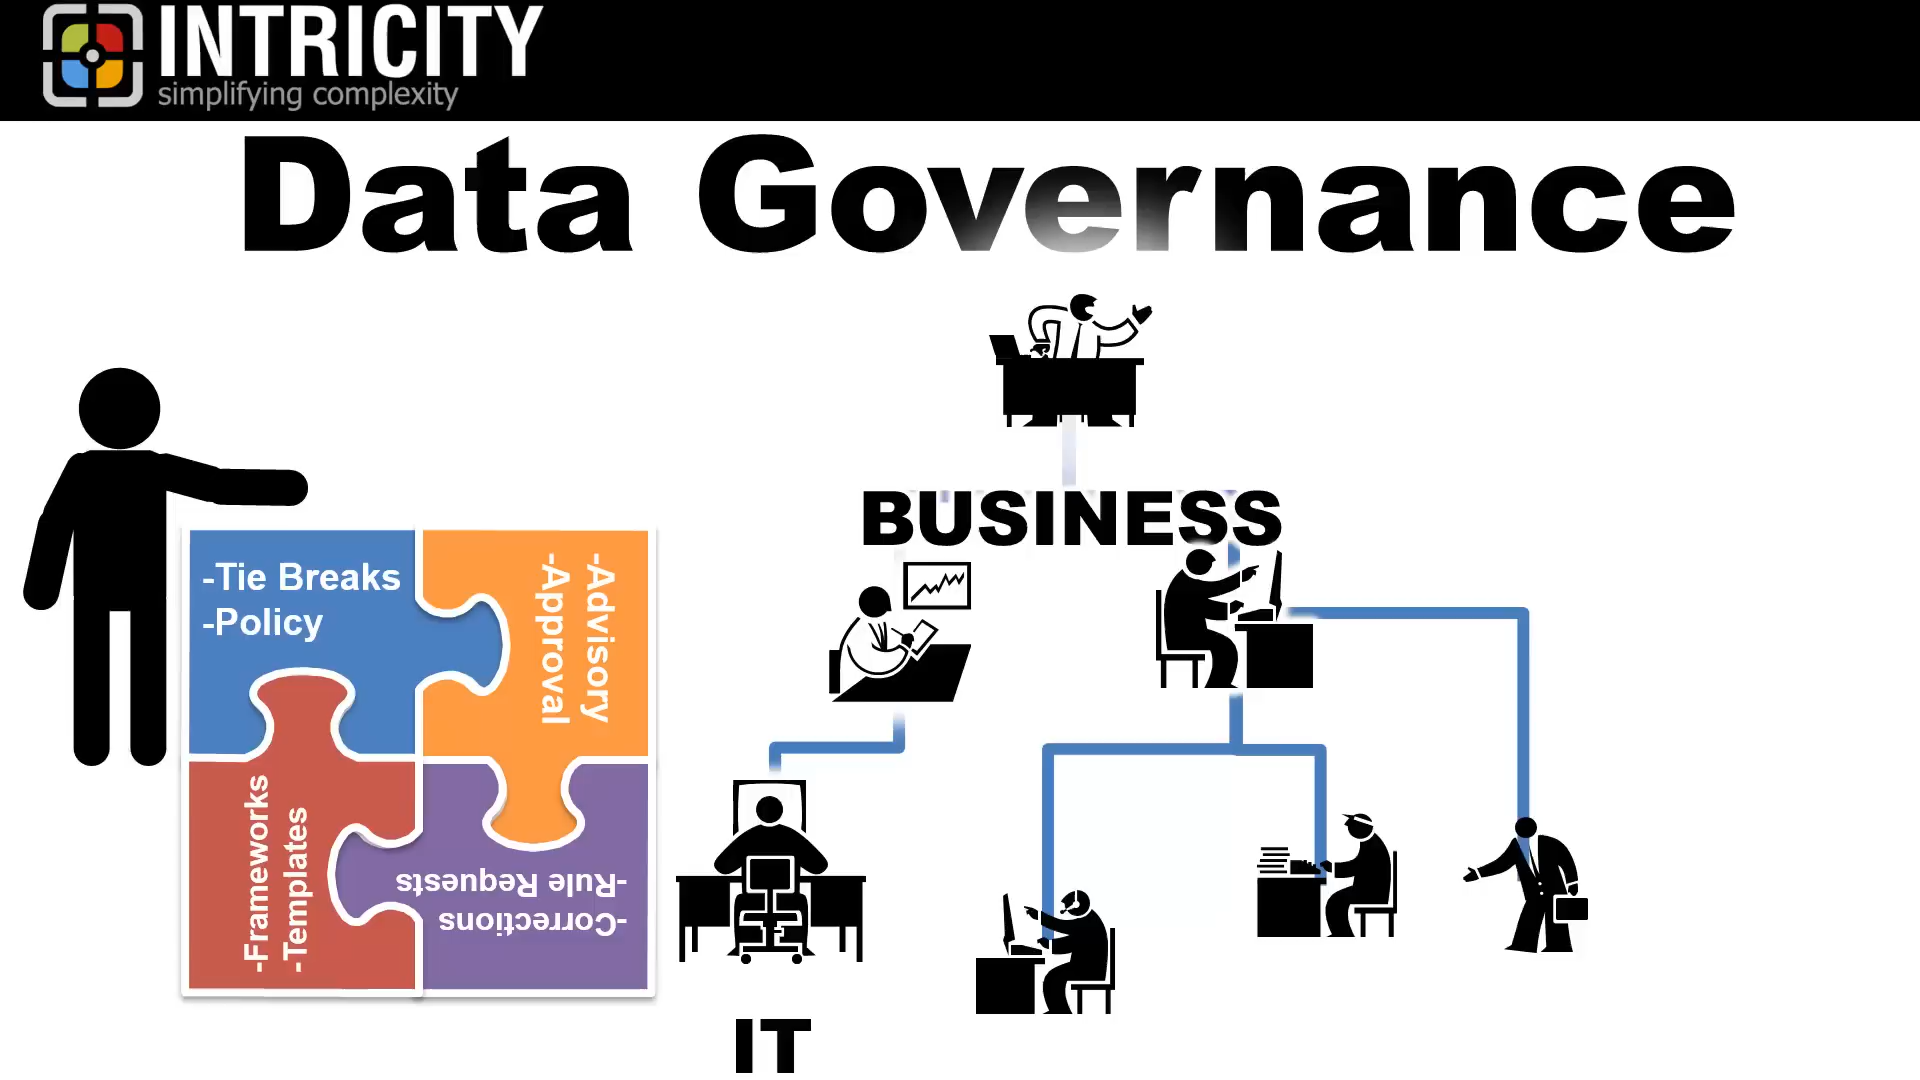 INTRICITY
simplifying complexity
Data Governance
BUSINESS
-Tie Breaks
-Policy
-Advisory
-Approval
-Frameworks
-Templates
-Corrections
-Rule Requests
IT